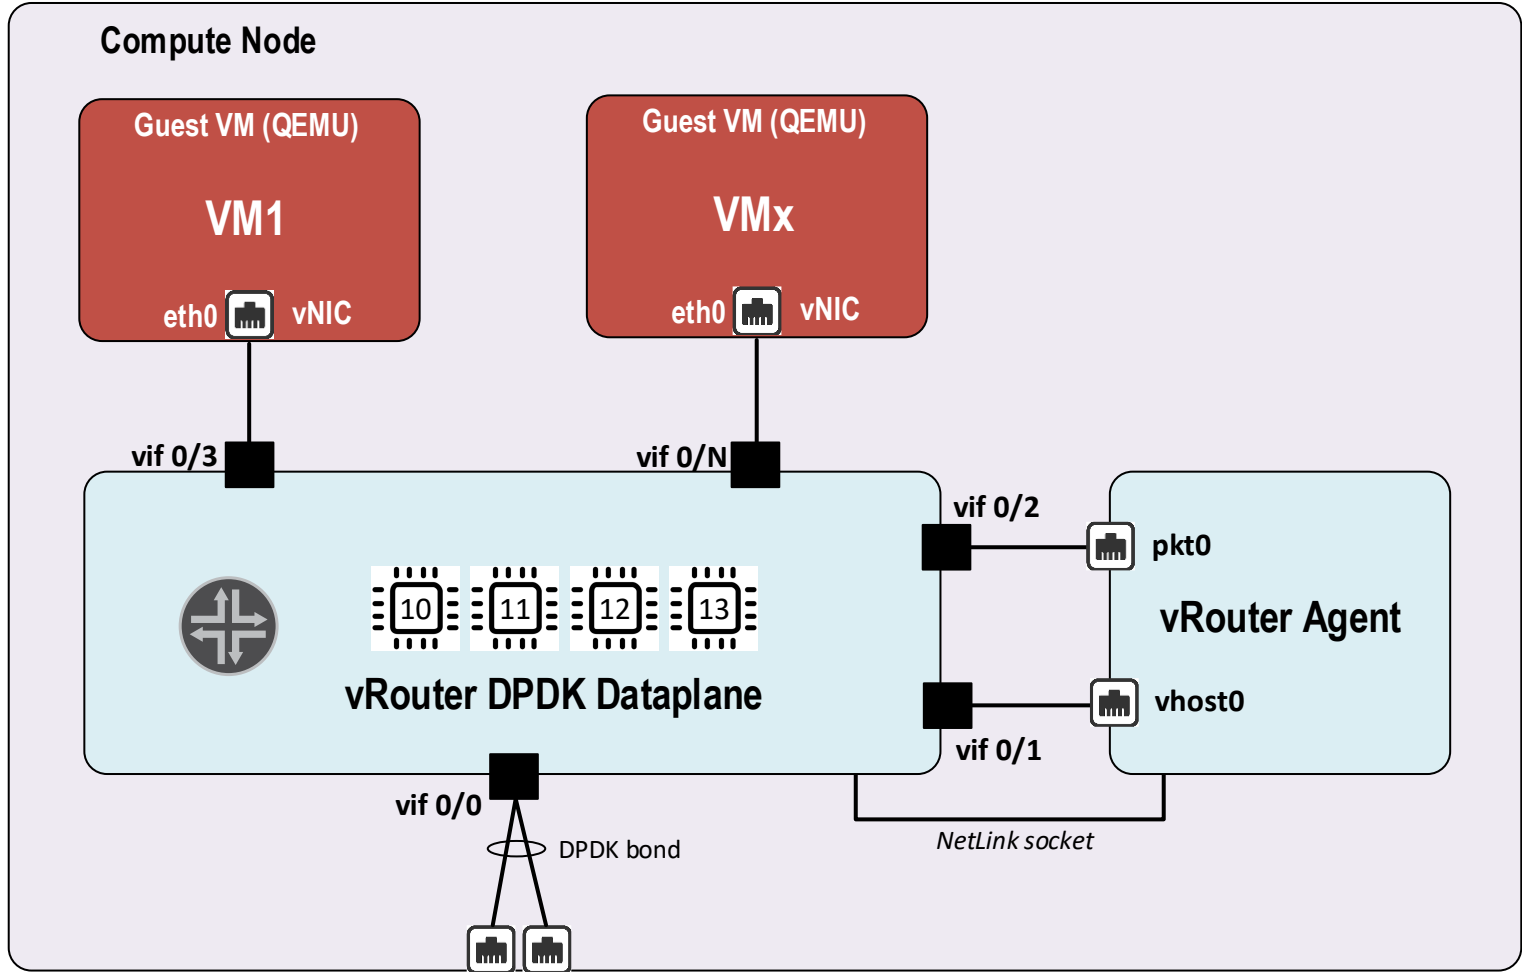 Compute Node
Guest VM (QEMU)
VM1
eth0
vNIC
Guest VM (QEMU)
VMx
eth0
vNIC
vif 0/3
vif 0/N
vif 0/2
pkt0
10
11
12
13
vRouter Agent
vRouter DPDK Dataplane
vhost0
vif 0/1
vif 0/0
NetLink socket
DPDK bond